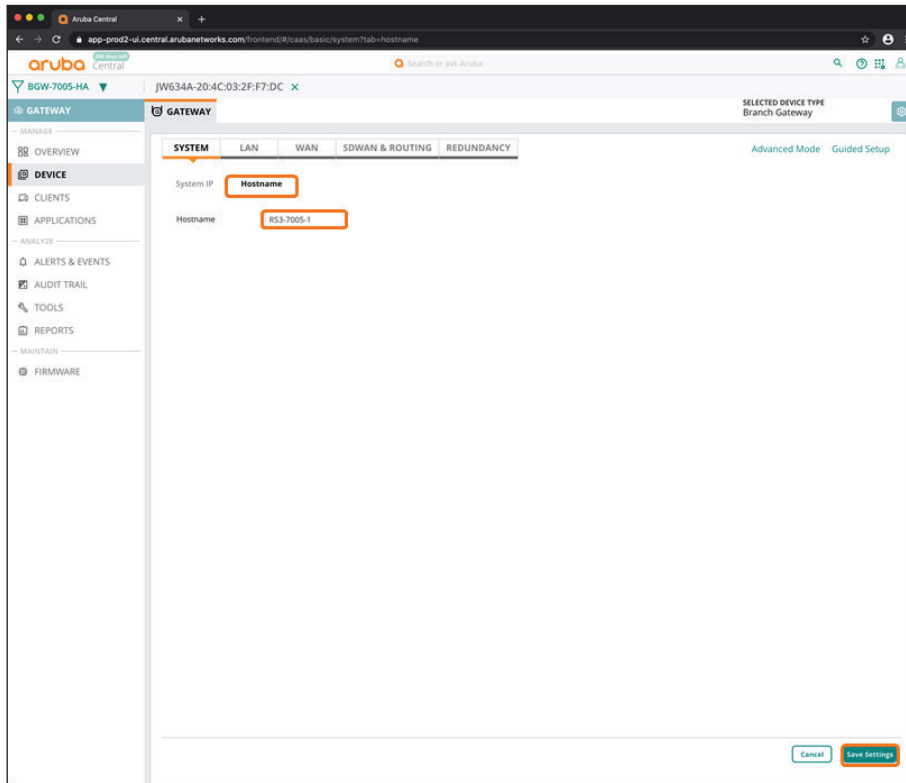 Aruba Central
app-prod2-ui.central.arubanetworks.com/frontend/#/caas/basic/system?tab=hostname
aruba Central
Search or ask Aruba
BGW-7005-HA
JW634A-20:4C:03:2F:F7:DC
GATEWAY
GATEWAY
SELECTED DEVICE TYPE
Branch Gateway
MANAGE
OVERVIEW
DEVICE
CLIENTS
APPLICATIONS
ANALYZE
ALERTS & EVENTS
AUDIT TRAIL
TOOLS
REPORTS
MAINTAIN
FIRMWARE
SYSTEM LAN WAN SDWAN & ROUTING REDUNDANCY
Advanced Mode Guided Setup
System IP Hostname
Hostname RS3-7005-1
Cancel Save Settings